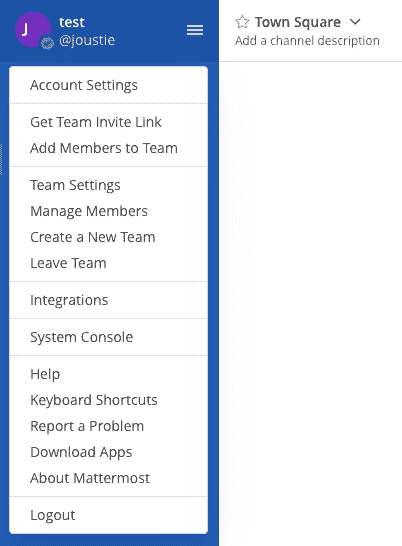 J
test
@joustie
Town Square
Add a channel description
Account Settings
Get Team Invite Link
Add Members to Team
Team Settings
Manage Members
Create a New Team
Leave Team
Integrations
System Console
Help
Keyboard Shortcuts
Report a Problem
Download Apps
About Mattermost
Logout